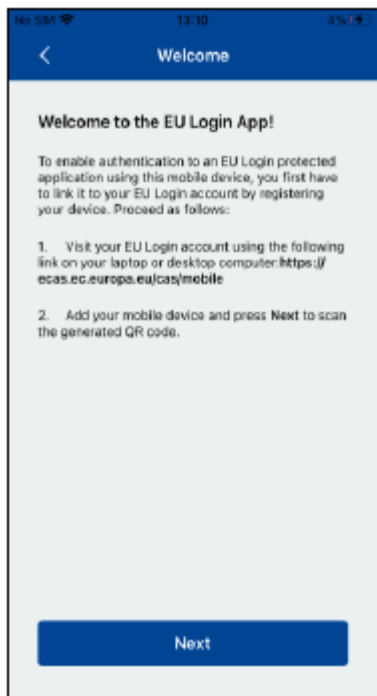 No SIM 13:10 4%
Welcome
Welcome to the EU Login App!
To enable authentication to an EU Login protected
application using this mobile device, you first have
to link it to your EU Login account by registering
your device. Proceed as follows:
1. Visit your EU Login account using the following
link on your laptop or desktop computer:https://
ecas.ec.europa.eu/cas/mobile
2. Add your mobile device and press Next to scan
the generated QR code.
Next